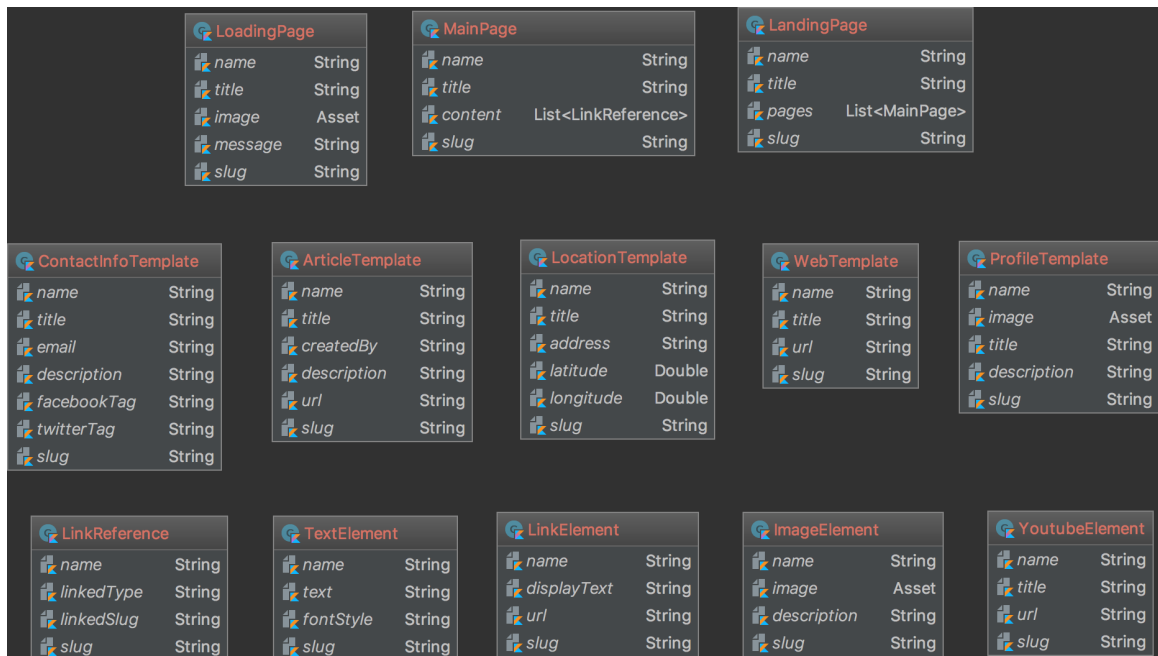 LoadingPage
name String
title String
image Asset
message String
slug String
MainPage
name String
title String
content List<LinkReference>
slug String
LandingPage
name String
title String
pages List<MainPage>
slug String
ContactInfoTemplate
name String
title String
email String
description String
facebookTag String
twitterTag String
slug String
ArticleTemplate
name String
title String
createdBy String
description String
url String
slug String
LocationTemplate
name String
title String
address String
latitude Double
longitude Double
slug String
WebTemplate
name String
title String
url String
slug String
ProfileTemplate
name String
image Asset
title String
description String
slug String
LinkReference
name String
linkedType String
linkedSlug String
slug String
TextElement
name String
text String
fontStyle String
slug String
LinkElement
name String
displayText String
url String
slug String
ImageElement
name String
image Asset
description String
slug String
YoutubeElement
name String
title String
url String
slug String